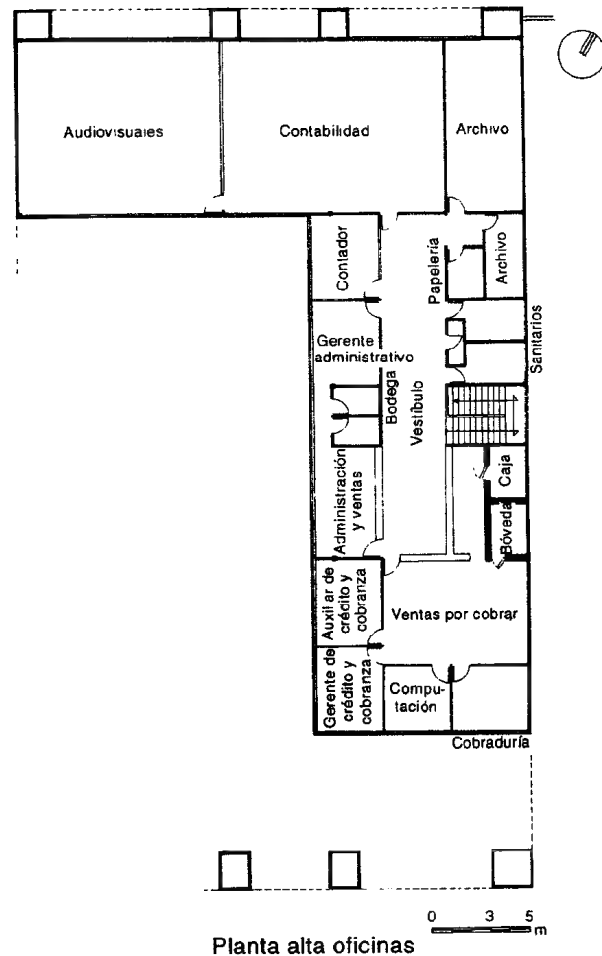 Audiovisuales
Contabilidad
Archivo
Contador
Papelería
Archivo
Gerente
administrativo
Bodega
Vestíbulo
Sanitarios
Administración
y ventas
Caja
Bóveda
Auxiliar de
crédito y
cobranza
Ventas por cobrar
Gerente de
crédito y
cobranza
Compu-
tación
Cobraduría
0 3 5
m
Planta alta oficinas